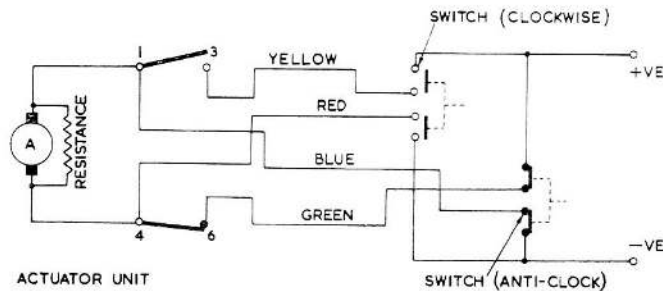 SWITCH (CLOCKWISE)
1
3
YELLOW
+VE
RED
A
RESISTANCE
BLUE
GREEN
4
6
-VE
ACTUATOR UNIT
SWITCH (ANTI-CLOCK)